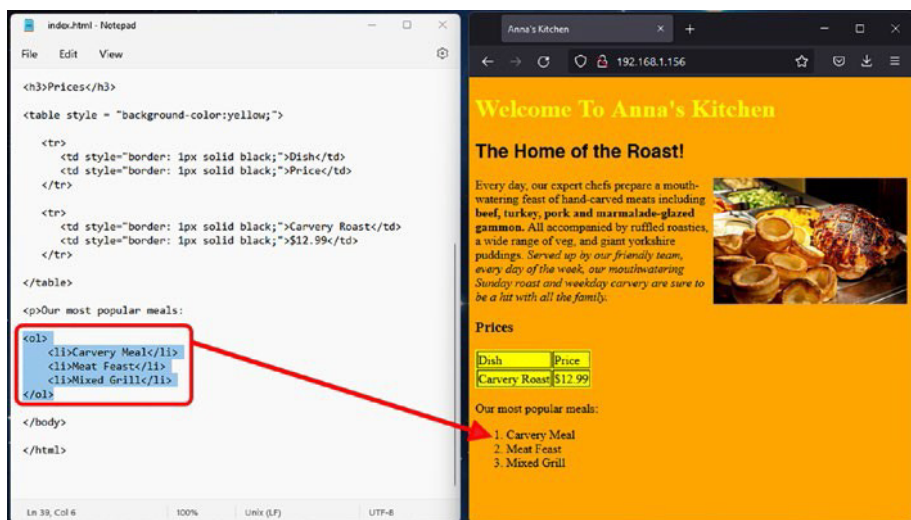 index.html - Notepad
File Edit View
<h3>Prices</h3>
<table style = "background-color:yellow;">
<tr>
<td style="border: 1px solid black;">Dish</td>
<td style="border: 1px solid black;">Price</td>
</tr>
<tr>
<td style="border: 1px solid black;">Carvery Roast</td>
<td style="border: 1px solid black;">$12.99</td>
</tr>
</table>
<p>Our most popular meals:
<ol>
<li>Carvery Meal</li>
<li>Meat Feast</li>
<li>Mixed Grill</li>
</ol>
</body>
</html>
Ln 39, Col 6 100% Unix (LF) UTF-8
Anna's Kitchen
192.168.1.156
Welcome To Anna's Kitchen
The Home of the Roast!
Every day, our expert chefs prepare a mouth-
watering feast of hand-carved meats including
beef, turkey, pork and marmalade-glazed
gammon. All accompanied by ruffled roasties,
a wide range of veg, and giant yorkshire
puddings. Served up by our friendly team,
every day of the week, our mouthwatering
Sunday roast and weekday carvery are sure to
be a hit with all the family.
Prices
Dish Price
Carvery Roast $12.99
Our most popular meals:
1. Carvery Meal
2. Meat Feast
3. Mixed Grill